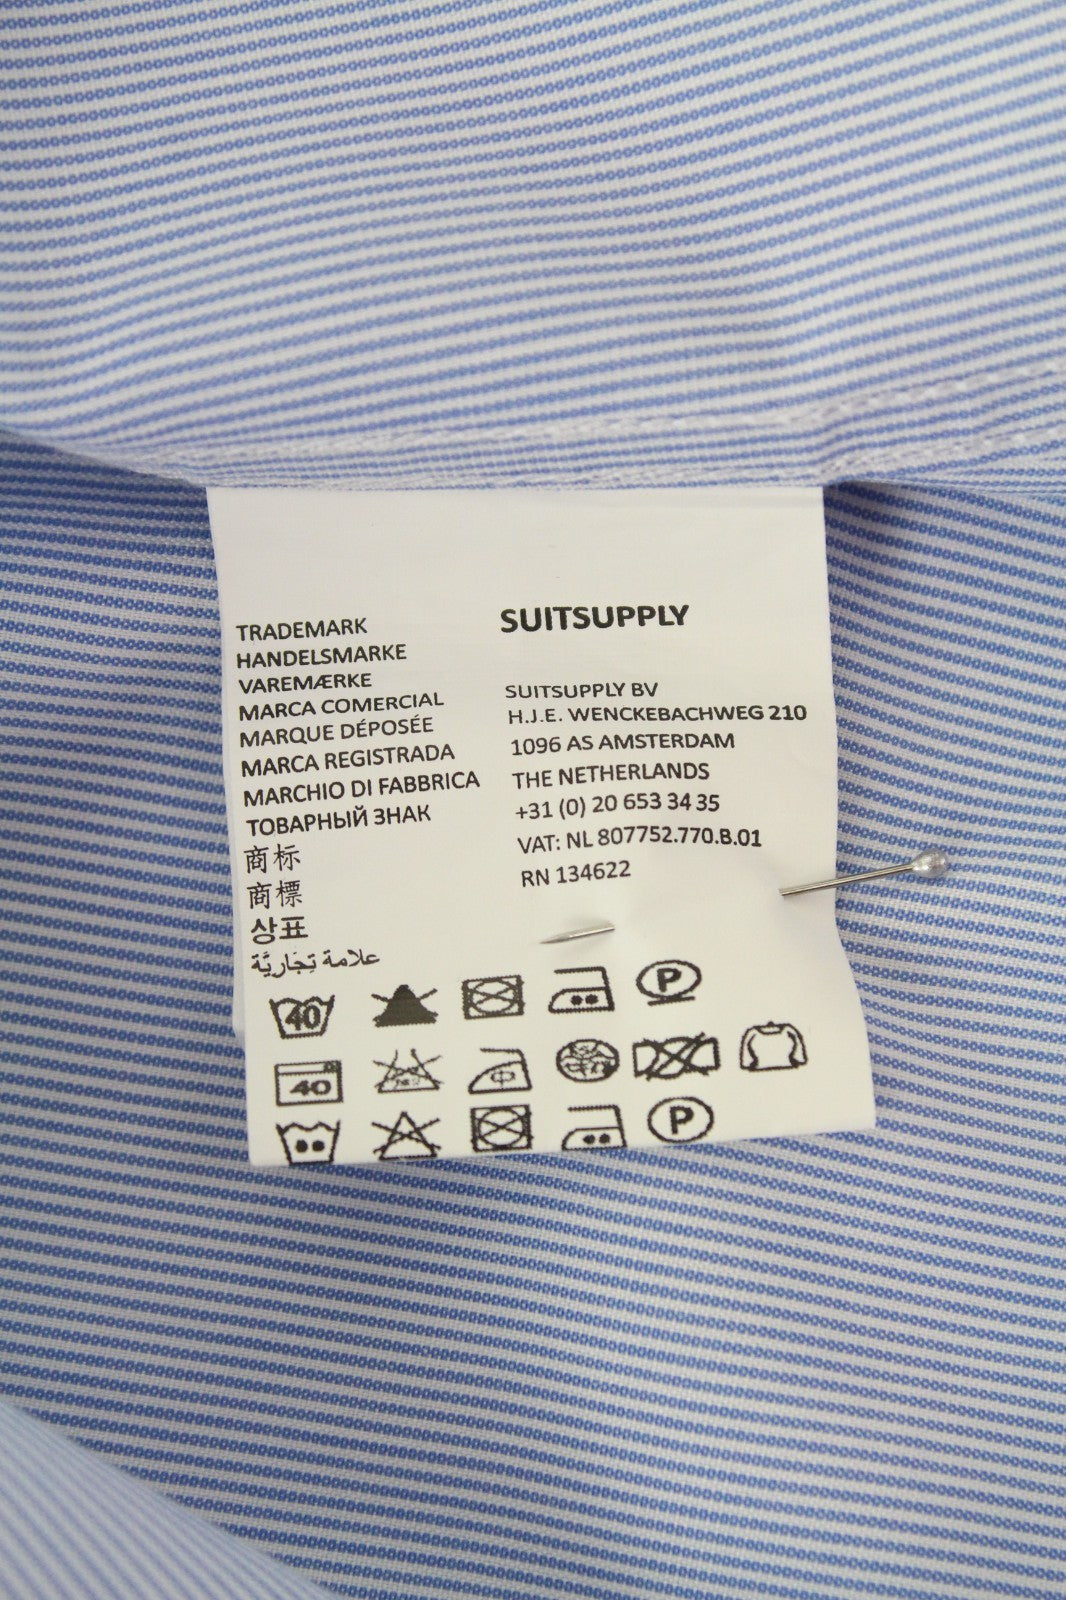 TRADEMARK
HANDELSMARKE
VAREMÆRKE
MARCA COMERCIAL
MARQUE DÉPOSÉE
MARCA REGISTRADA
MARCHIO DI FABBRICA
ТОВАРНЫЙ ЗНАК
商标
商標
상표
علامة تِجَاريَّة
SUITSUPPLY
SUITSUPPLY BV
H.J.E. WENCKEBACHWEG 210
1096 AS AMSTERDAM
THE NETHERLANDS
+31 (0) 20 653 34 35
VAT: NL 807752.770.B.01
RN 134622
40 P
40 中
P